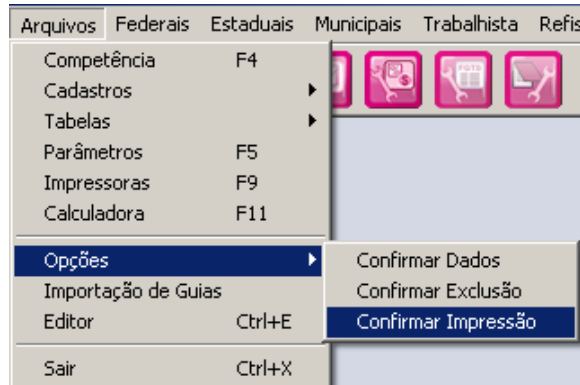 Arquivos Federais Estaduais Municipais Trabalhista Refis
Competência F4
Cadastros
Tabelas
Parâmetros F5
Impressoras F9
Calculadora F11
Opções
Confirmar Dados
Importação de Guias
Confirmar Exclusão
Editor Ctrl+E
Confirmar Impressão
Sair Ctrl+X